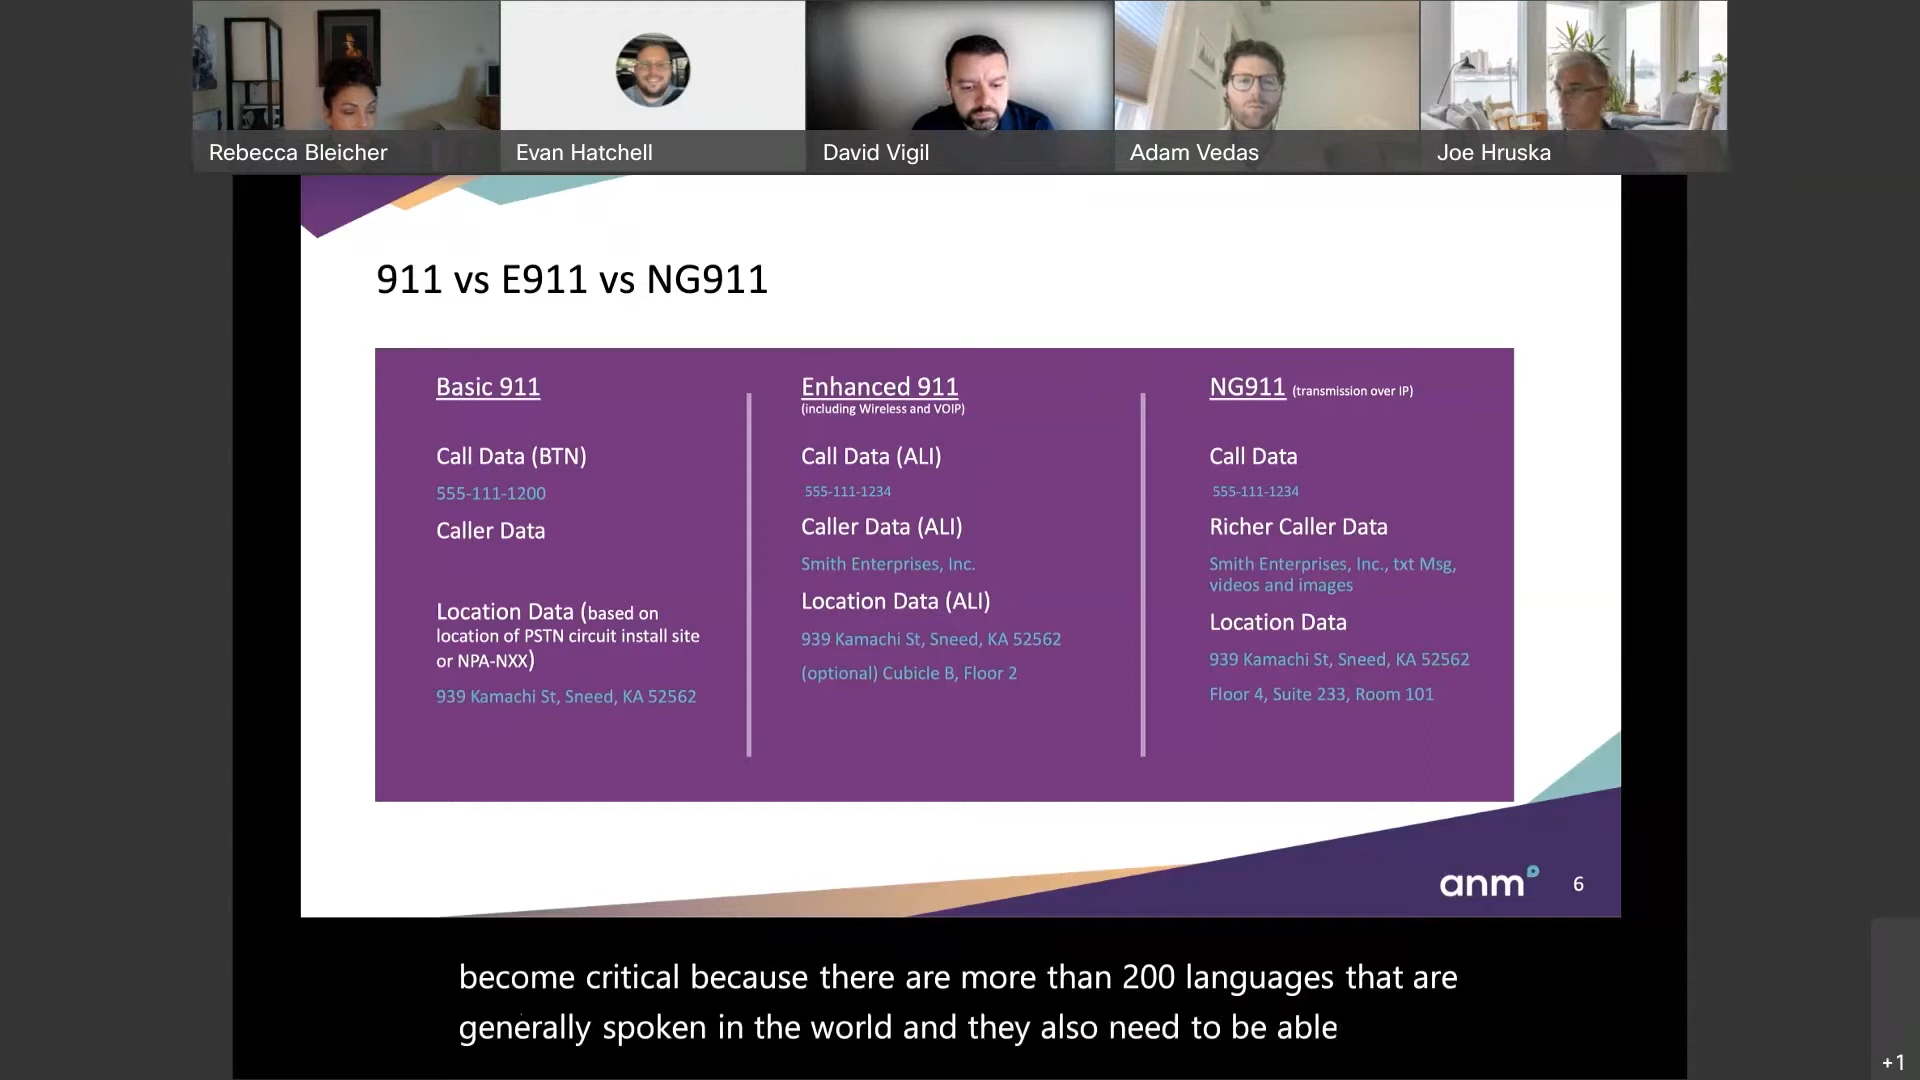 Rebecca Bleicher
Evan Hatchell
David Vigil
Adam Vedas
Joe Hruska
911 vs E911 vs NG911
Basic 911
Call Data (BTN)
555-111-1200
Caller Data
Location Data (based on
location of PSTN circuit install site
or NPA-NXX)
939 Kamachi St, Sneed, KA 52562
Enhanced 911
(including Wireless and VOIP)
Call Data (ALI)
555-111-1234
Caller Data (ALI)
Smith Enterprises, Inc.
Location Data (ALI)
939 Kamachi St, Sneed, KA 52562
(optional) Cubicle B, Floor 2
NG911 (transmission over IP)
Call Data
555-111-1234
Richer Caller Data
Smith Enterprises, Inc., txt Msg,
videos and images
Location Data
939 Kamachi St, Sneed, KA 52562
Floor 4, Suite 233, Room 101
anm
6
become critical because there are more than 200 languages that are
generally spoken in the world and they also need to be able
+1